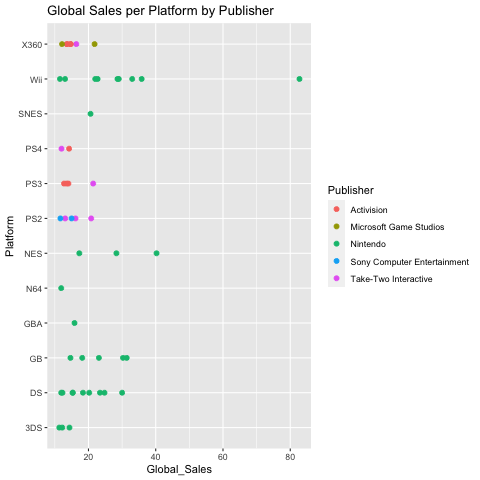 Global Sales per Platform by Publisher
X360
Wii
SNES
PS4
PS3
PS2
NES
N64
GBA
GB
DS
3DS
Platform
20 40 60 80
Global_Sales
Publisher
Activision
Microsoft Game Studios
Nintendo
Sony Computer Entertainment
Take-Two Interactive